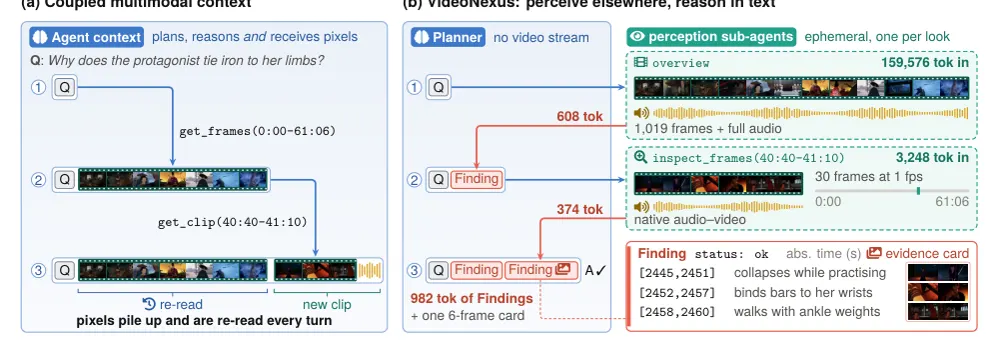 (a) Coupled multimodal context
Agent context plans, reasons and receives pixels
Q: Why does the protagonist tie iron to her limbs?
1 Q
get_frames(0:00-61:06)
2 Q
get_clip(40:40-41:10)
3 Q
re-read new clip
pixels pile up and are re-read every turn
(b) VideoNexus: perceive elsewhere, reason in text
Planner no video stream
1 Q
608 tok
2 Q Finding
374 tok
3 Q Finding Finding A✓
982 tok of Findings
+ one 6-frame card
perception sub-agents ephemeral, one per look
overview 159,576 tok in
1,019 frames + full audio
inspect_frames(40:40-41:10) 3,248 tok in
30 frames at 1 fps
0:00 61:06
native audio–video
Finding status: ok abs. time (s) evidence card
[2445,2451] collapses while practising
[2452,2457] binds bars to her wrists
[2458,2460] walks with ankle weights